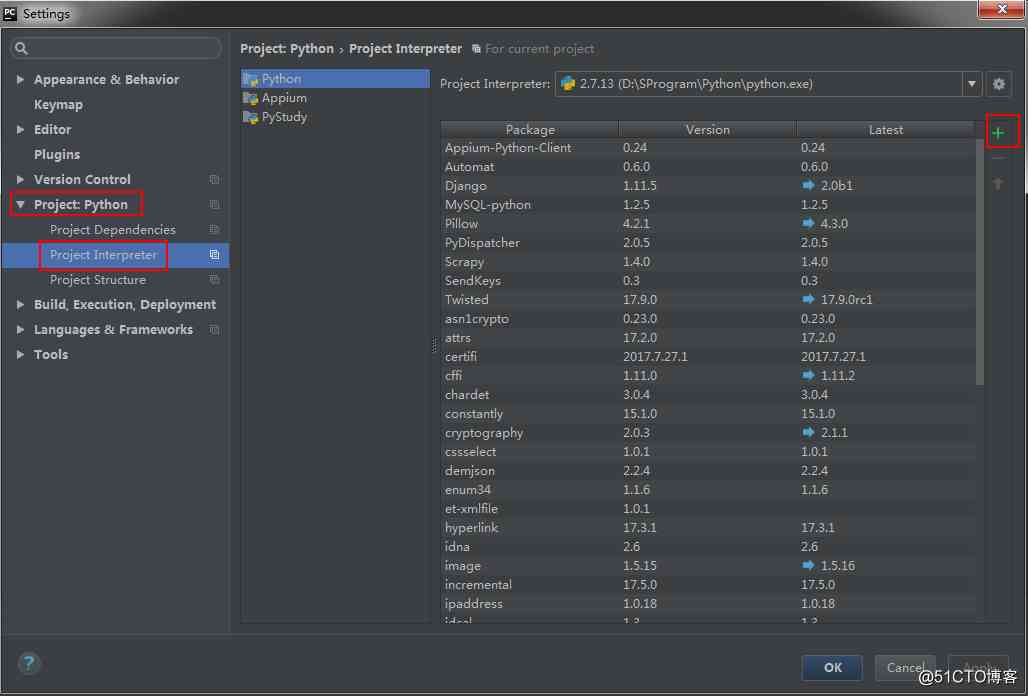 PC Settings
Project: Python › Project Interpreter For current project
Appearance & Behavior
Keymap
Editor
Plugins
Version Control
Project: Python
Project Dependencies
Project Interpreter
Project Structure
Build, Execution, Deployment
Languages & Frameworks
Tools
Python
Appium
PyStudy
Project Interpreter: 2.7.13 (D:\SProgram\Python\python.exe)
Package Version Latest
Appium-Python-Client 0.24 0.24
Automat 0.6.0 0.6.0
Django 1.11.5 2.0b1
MySQL-python 1.2.5 1.2.5
Pillow 4.2.1 4.3.0
PyDispatcher 2.0.5 2.0.5
Scrapy 1.4.0 1.4.0
SendKeys 0.3 0.3
Twisted 17.9.0 17.9.0rc1
asn1crypto 0.23.0 0.23.0
attrs 17.2.0 17.2.0
certifi 2017.7.27.1 2017.7.27.1
cffi 1.11.0 1.11.2
chardet 3.0.4 3.0.4
constantly 15.1.0 15.1.0
cryptography 2.0.3 2.1.1
cssselect 1.0.1 1.0.1
demjson 2.2.4 2.2.4
enum34 1.1.6 1.1.6
et-xmlfile 1.0.1
hyperlink 17.3.1 17.3.1
idna 2.6 2.6
image 1.5.15 1.5.16
incremental 17.5.0 17.5.0
ipaddress 1.0.18 1.0.18
?
OK Cancel Apply
@51CTO博客